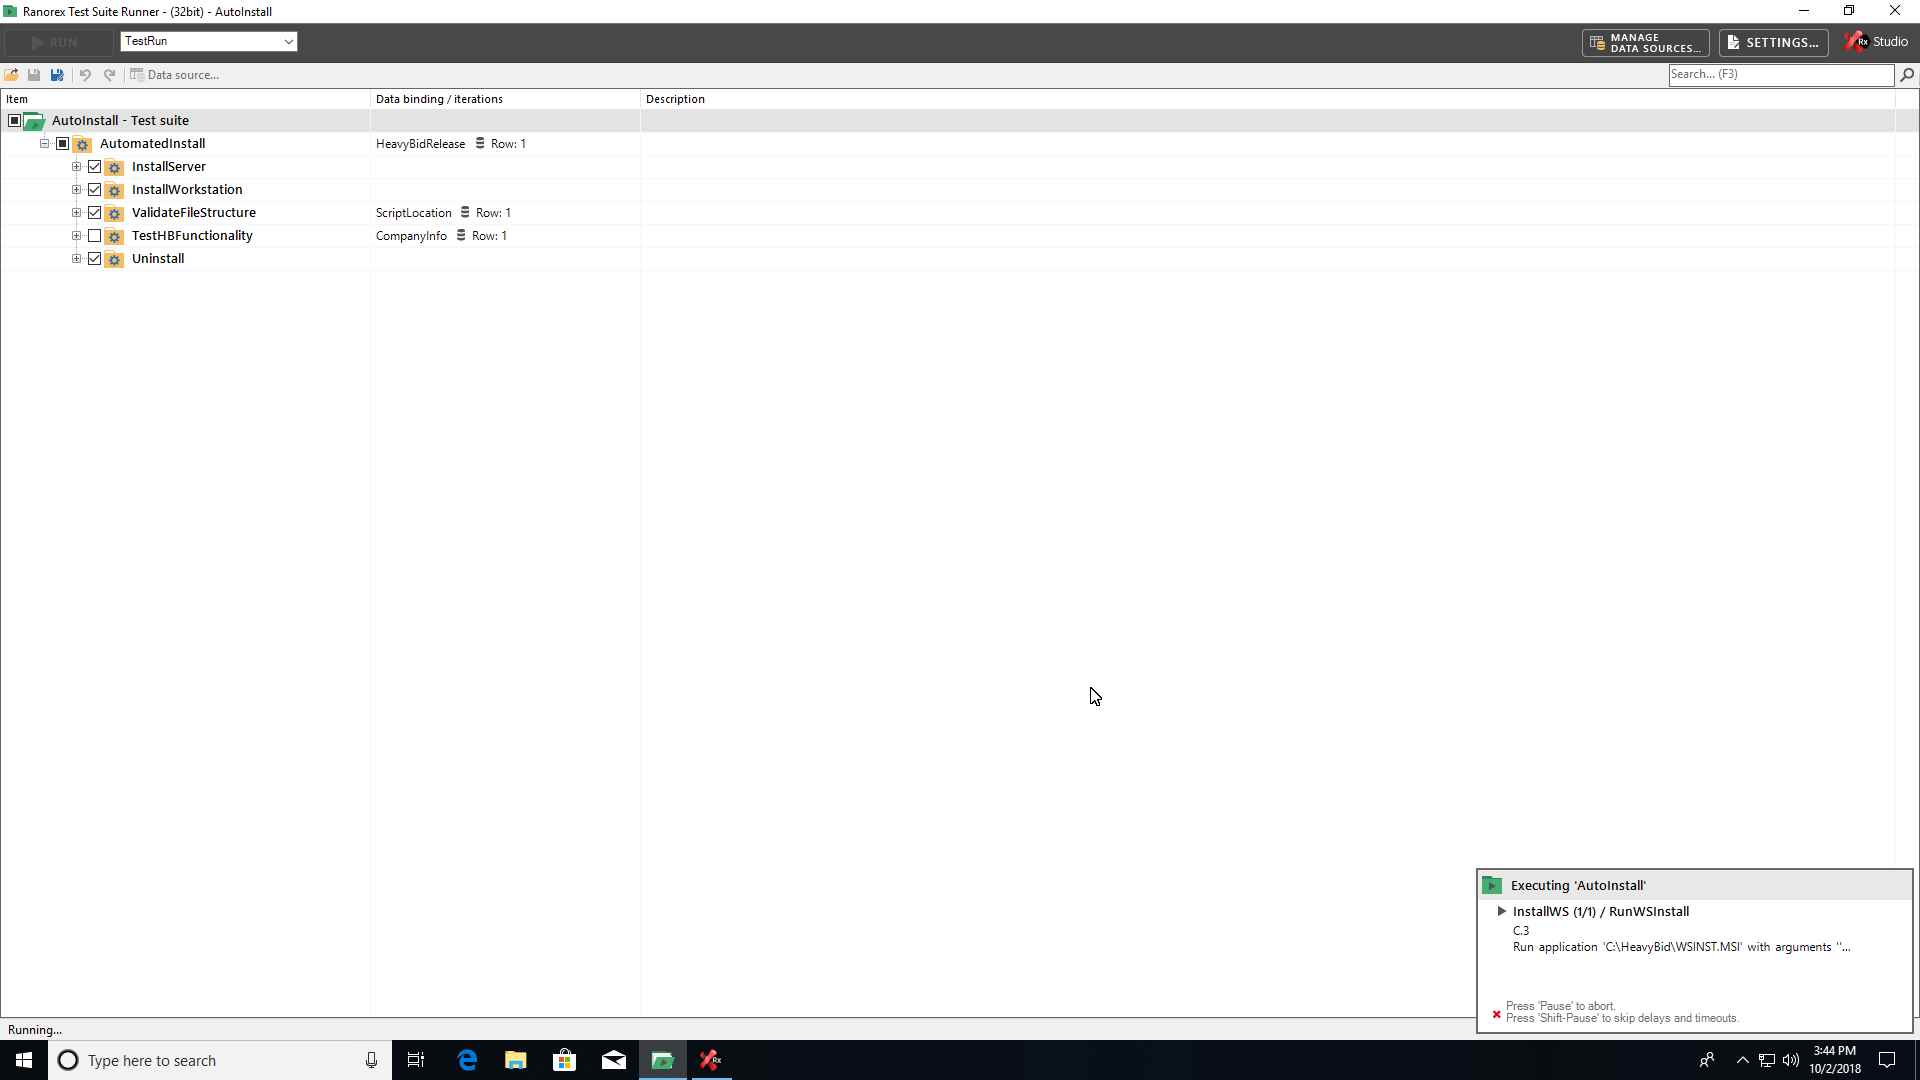 Ranorex Test Suite Runner - (32bit) - AutoInstall
RUN
TestRun
MANAGE
DATA SOURCES...
SETTINGS...
Rx Studio
Data source...
Search... (F3)
Item Data binding / iterations Description
AutoInstall - Test suite
AutomatedInstall HeavyBidRelease Row: 1
InstallServer
InstallWorkstation
ValidateFileStructure ScriptLocation Row: 1
TestHBFunctionality CompanyInfo Row: 1
Uninstall
Executing 'AutoInstall'
InstallWS (1/1) / RunWSInstall
C.3
Run application 'C:\HeavyBid\WSINST.MSI' with arguments ''...
Press 'Pause' to abort.
Press 'Shift-Pause' to skip delays and timeouts.
Running...
Type here to search
Rx
3:44 PM
10/2/2018